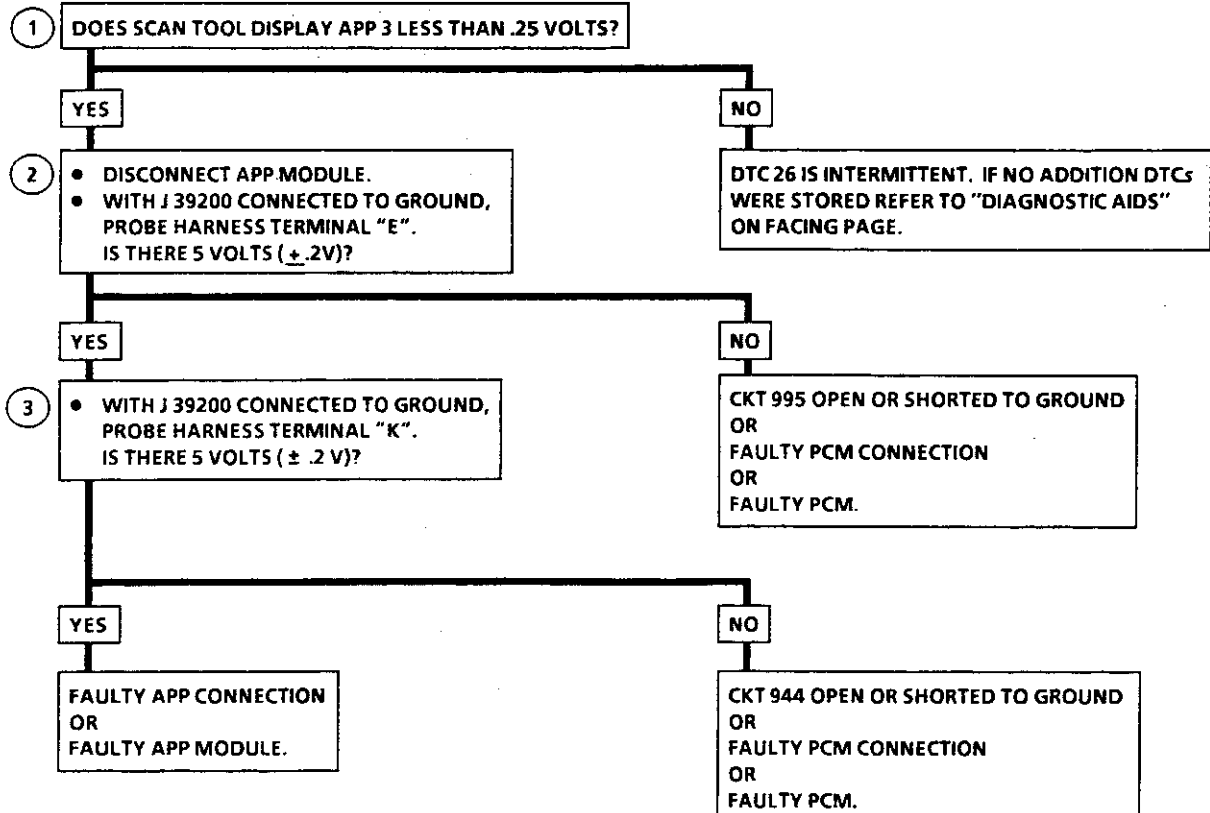 1
DOES SCAN TOOL DISPLAY APP 3 LESS THAN .25 VOLTS?
YES
NO
2
• DISCONNECT APP MODULE.
• WITH J 39200 CONNECTED TO GROUND,
PROBE HARNESS TERMINAL "E".
IS THERE 5 VOLTS (± .2V)?
DTC 26 IS INTERMITTENT. IF NO ADDITION DTCs
WERE STORED REFER TO "DIAGNOSTIC AIDS"
ON FACING PAGE.
YES
NO
3
• WITH J 39200 CONNECTED TO GROUND,
PROBE HARNESS TERMINAL "K".
IS THERE 5 VOLTS ( ± .2 V)?
CKT 995 OPEN OR SHORTED TO GROUND
OR
FAULTY PCM CONNECTION
OR
FAULTY PCM.
YES
NO
FAULTY APP CONNECTION
OR
FAULTY APP MODULE.
CKT 944 OPEN OR SHORTED TO GROUND
OR
FAULTY PCM CONNECTION
OR
FAULTY PCM.